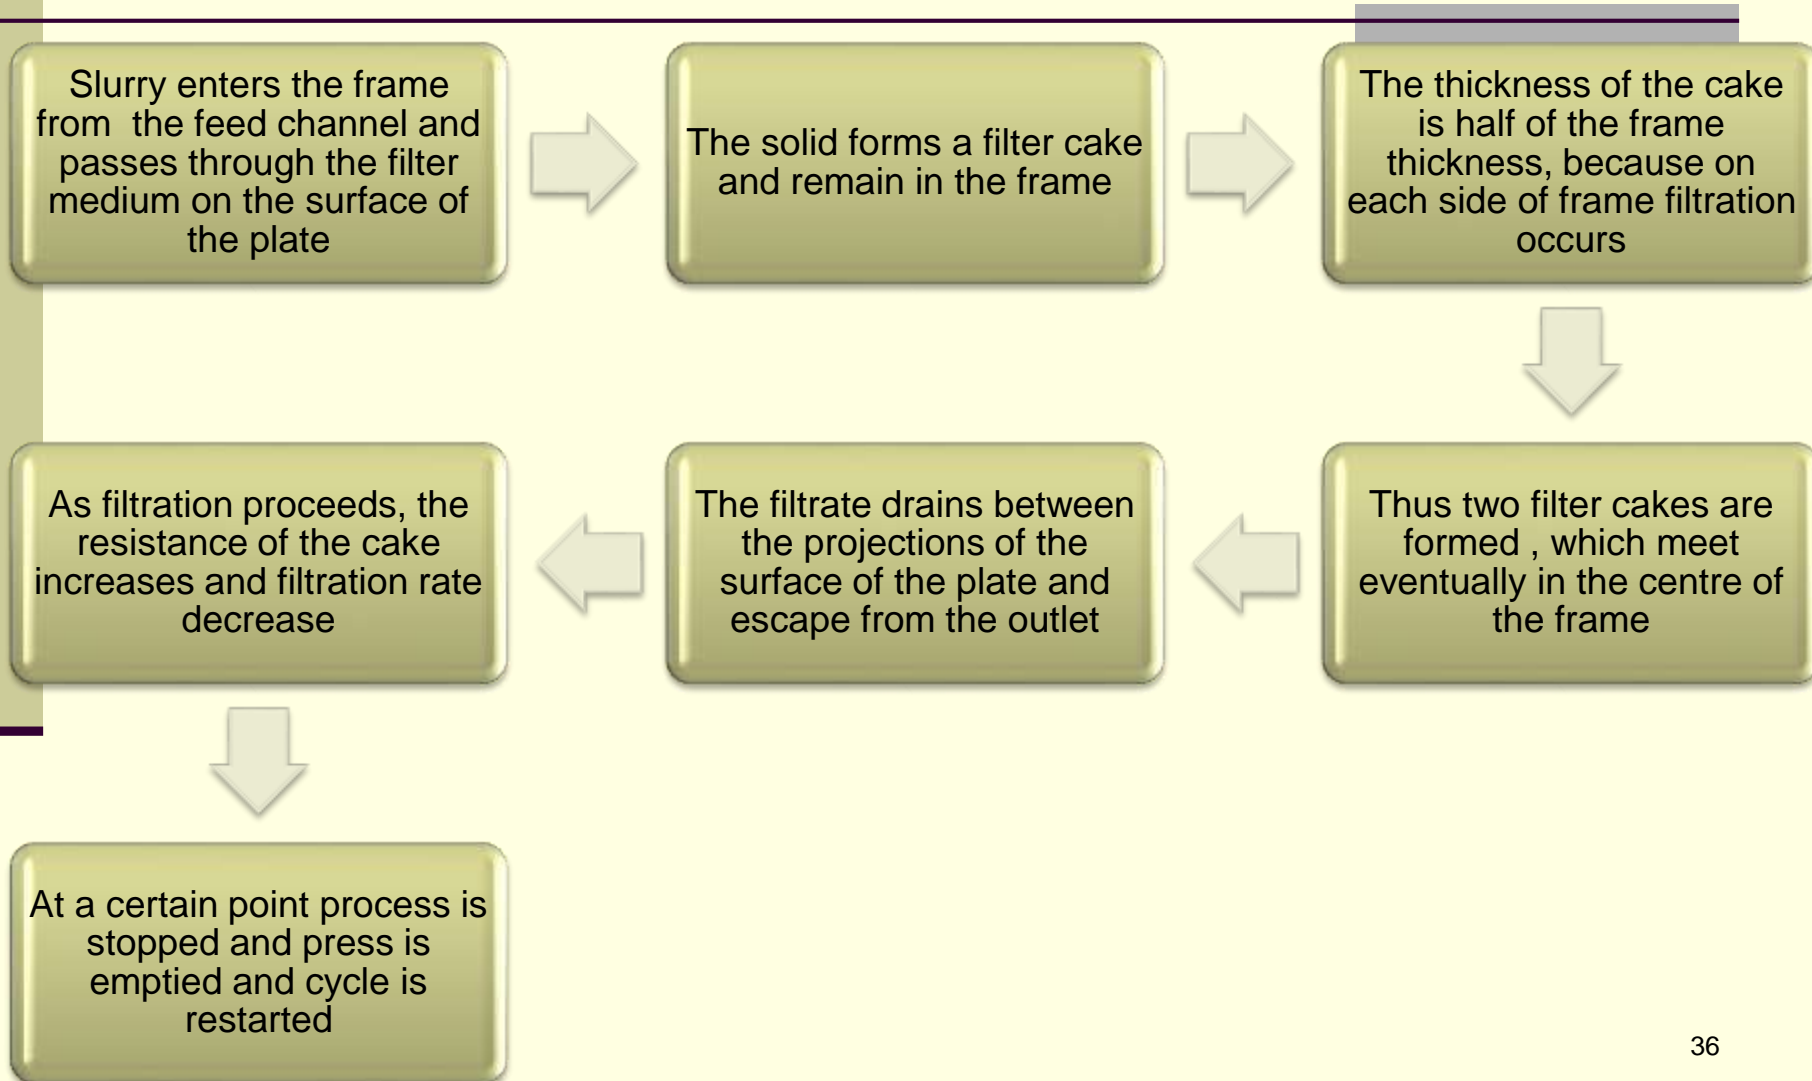 Slurry enters the frame
from  the feed channel and
passes through the filter
medium on the surface of
the plate
The solid forms a filter cake
and remain in the frame
The thickness of the cake
is half of the frame
thickness, because on
each side of frame filtration
occurs
Thus two filter cakes are
formed , which meet
eventually in the centre of
the frame
The filtrate drains between
the projections of the
surface of the plate and
escape from the outlet
As filtration proceeds, the
resistance of the cake
increases and filtration rate
decrease
At a certain point process is
stopped and press is
emptied and cycle is
restarted
36